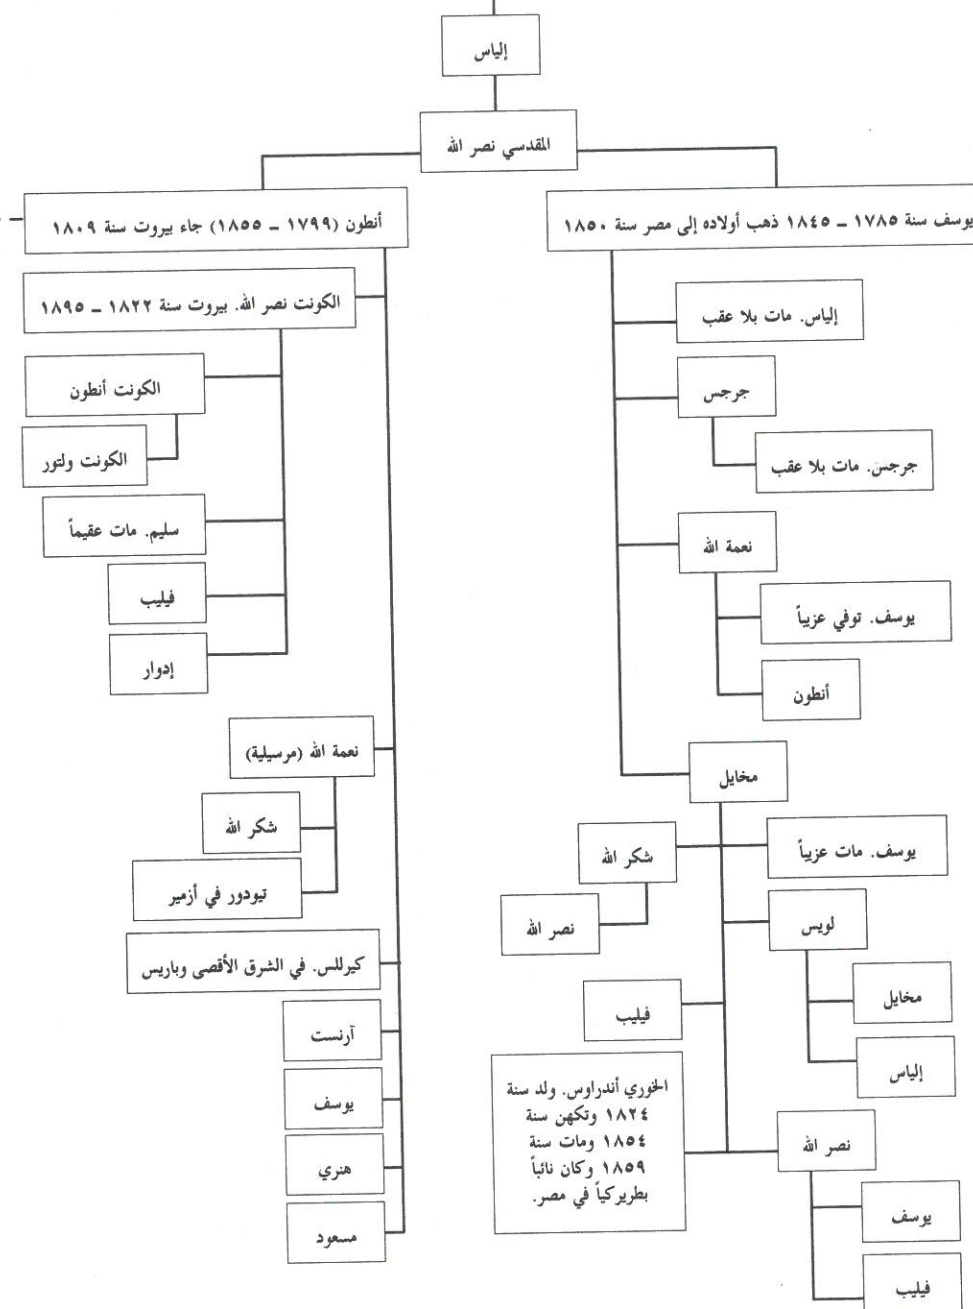 إلياس
المقدسي نصر الله
يوسف سنة ١٧٨٥ – ١٨٤٥ ذهب أولاده إلى مصر سنة ١٨٥٠
إلياس. مات بلا عقب
جرجس
جرجس. مات بلا عقب
نعمة الله
يوسف. توفي عزيباً
أنطون
مخايل
يوسف. مات عزيباً
شكر الله
نصر الله
لويس
مخايل
إلياس
فيليب
الخوري أندراوس. ولد سنة
١٨٢٤ وتكهن سنة
١٨٥٤ ومات سنة
١٨٥٩ وكان نائباً
بطريركياً في مصر.
نصر الله
يوسف
فيليب
أنطون (١٧٩٩ – ١٨٥٥) جاء بيروت سنة ١٨٠٩
الكونت نصر الله. بيروت سنة ١٨٢٢ – ١٨٩٥
الكونت أنطون
الكونت ولتور
سليم. مات عقيماً
فيليب
إدوار
نعمة الله (مرسيلية)
شكر الله
تيودور في أزمير
كيرللس. في الشرق الأقصى وباريس
آرنست
يوسف
هنري
مسعود